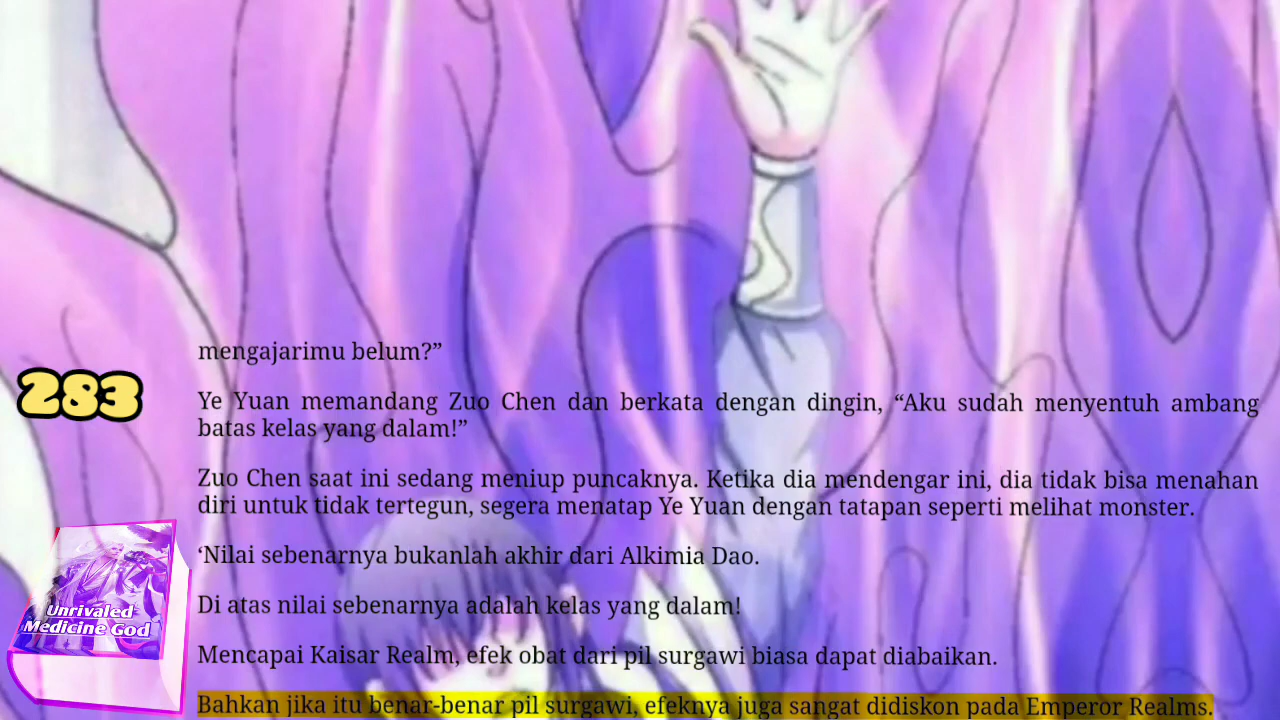 mengajarimu belum?”
283
Ye Yuan memandang Zuo Chen dan berkata dengan dingin, “Aku sudah menyentuh ambang
batas kelas yang dalam!”
Zuo Chen saat ini sedang meniup puncaknya. Ketika dia mendengar ini, dia tidak bisa menahan
diri untuk tidak tertegun, segera menatap Ye Yuan dengan tatapan seperti melihat monster.
‘Nilai sebenarnya bukanlah akhir dari Alkimia Dao.
Di atas nilai sebenarnya adalah kelas yang dalam!
Mencapai Kaisar Realm, efek obat dari pil surgawi biasa dapat diabaikan.
Bahkan jika itu benar-benar pil surgawi, efeknya juga sangat didiskon pada Emperor Realms.
Unrivaled
Medicine God